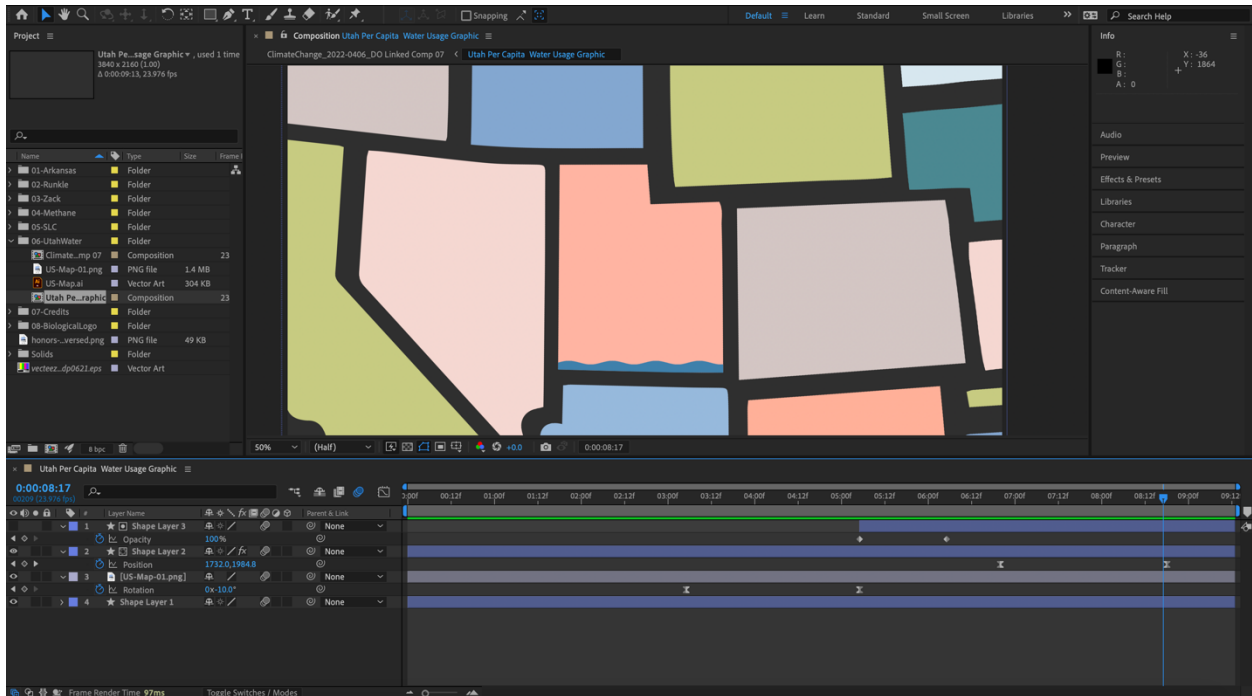 Snapping
Default
Learn
Standard
Small Screen
Libraries
Search Help
Project
Utah Pe...sage Graphic , used 1 time
3840 x 2160 (1.00)
Δ 0:00:09:13, 23.976 fps
Name Type Size Frame
01-Arkansas Folder
02-Runkle Folder
03-Zack Folder
04-Methane Folder
05-SLC Folder
06-UtahWater Folder
Climate...mp 07 Composition 23
US-Map-01.png PNG file 1.4 MB
US-Map.ai Vector Art 304 KB
Utah Pe...raphic Composition 23
07-Credits Folder
08-BiologicalLogo Folder
honors-...versed.png PNG file 49 KB
Solids Folder
vecteez...dp0621.eps Vector Art
8 bpc
Composition Utah Per Capita Water Usage Graphic
ClimateChange_2022-0406_DO Linked Comp 07 Utah Per Capita Water Usage Graphic
50% (Half) +0.0 0:00:08:17
Info
R : X : -36
G : Y : 1864
B :
A : 0
Audio
Preview
Effects & Presets
Libraries
Character
Paragraph
Tracker
Content-Aware Fill
Utah Per Capita Water Usage Graphic
0:00:08:17
00209 (23.976 fps)
0:00f 00:12f 01:00f 01:12f 02:00f 02:12f 03:00f 03:12f 04:00f 04:12f 05:00f 05:12f 06:00f 06:12f 07:00f 07:12f 08:00f 08:12f 09:00f 09:12
# Layer Name Parent & Link
1 Shape Layer 3 None
Opacity 100%
2 Shape Layer 2 fx None
Position 1732.0,1984.8
3 [US-Map-01.png] None
Rotation 0x-10.0°
4 Shape Layer 1 None
Frame Render Time 97ms Toggle Switches / Modes